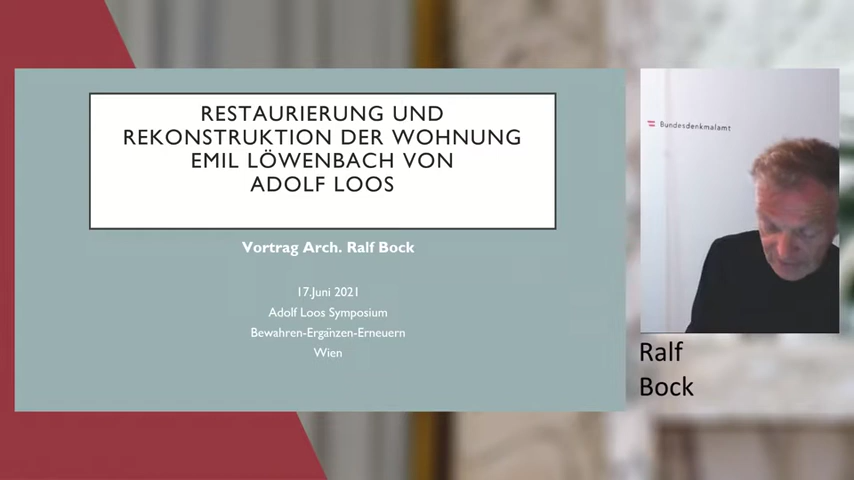 RESTAURIERUNG UND
REKONSTRUKTION DER WOHNUNG
EMIL LÖWENBACH VON
ADOLF LOOS
Vortrag Arch. Ralf Bock
17.Juni 2021
Adolf Loos Symposium
Bewahren-Ergänzen-Erneuern
Wien
Bundesdenkmalamt
Ralf
Bock